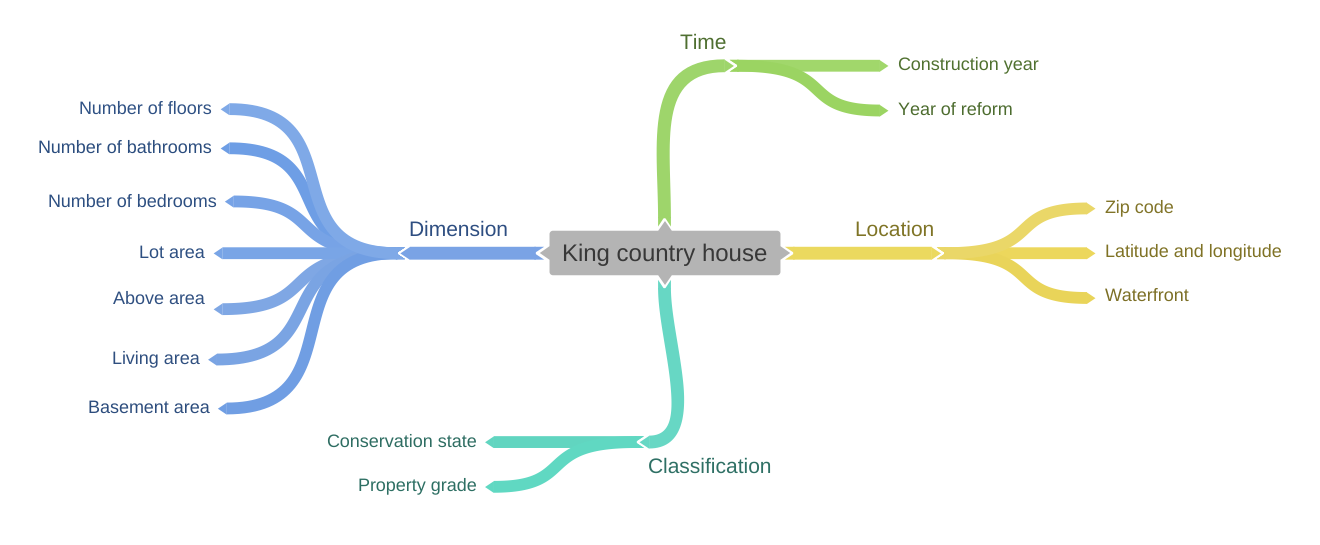 Time
Construction year
Year of reform
Number of floors
Number of bathrooms
Number of bedrooms
Lot area
Above area
Living area
Basement area
Dimension
King country house
Location
Zip code
Latitude and longitude
Waterfront
Conservation state
Property grade
Classification